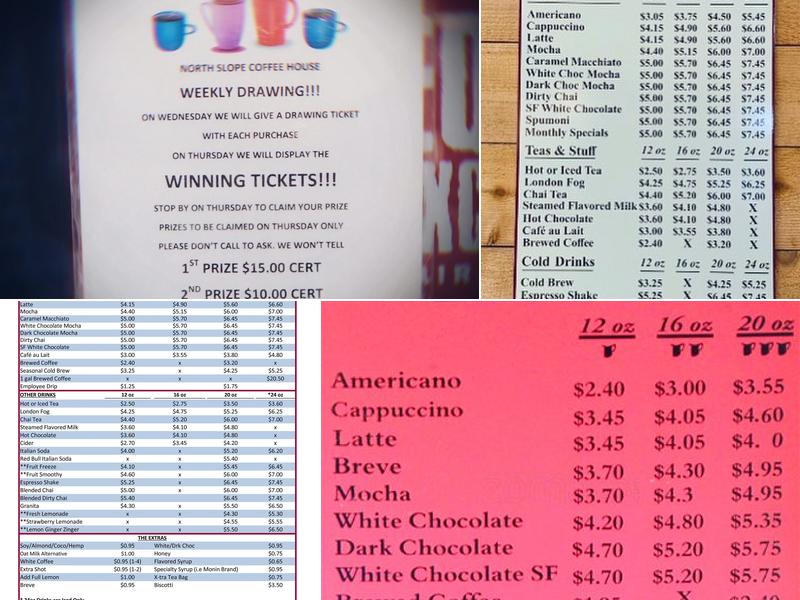 NORTH SLOPE COFFEE HOUSE
WEEKLY DRAWING!!!
ON WEDNESDAY WE WILL GIVE A DRAWING TICKET
WITH EACH PURCHASE
ON THURSDAY WE WILL DISPLAY THE
WINNING TICKETS!!!
STOP BY ON THURSDAY TO CLAIM YOUR PRIZE
PRIZES TO BE CLAIMED ON THURSDAY ONLY
PLEASE DON'T CALL TO ASK. WE WON'T TELL
1ST PRIZE $15.00 CERT
2ND PRIZE $10.00 CERT
Americano $3.05 $3.75 $4.50 $5.45
Cappuccino $4.15 $4.90 $5.60 $6.60
Latte $4.15 $4.90 $5.60 $6.60
Mocha $4.40 $5.15 $6.00 $7.00
Caramel Macchiato $5.00 $5.70 $6.45 $7.45
White Choc Mocha $5.00 $5.70 $6.45 $7.45
Dark Choc Mocha $5.00 $5.70 $6.45 $7.45
Dirty Chai $5.00 $5.70 $6.45 $7.45
SF White Chocolate $5.00 $5.70 $6.45 $7.45
Spumoni $5.00 $5.70 $6.45 $7.45
Monthly Specials $5.00 $5.70 $6.45 $7.45
Teas & Stuff 12 oz 16 oz 20 oz 24 oz
Hot or Iced Tea $2.50 $2.75 $3.50 $3.60
London Fog $4.25 $4.75 $5.25 $6.25
Chai Tea $4.40 $5.20 $6.00 $7.00
Steamed Flavored Milk $3.60 $4.10 $4.80 X
Hot Chocolate $3.60 $4.10 $4.80 X
Café au Lait $3.00 $3.55 $3.80 X
Brewed Coffee $2.40 X $3.20 X
Cold Drinks 12 oz 16 oz 20 oz 24 oz
Cold Brew $3.25 X $4.25 $5.25
Espresso Shake $5.25 X $6.45 $7.45
Latte $4.15 $4.90 $5.60 $6.60
Mocha $4.40 $5.15 $6.00 $7.00
Caramel Macchiato $5.00 $5.70 $6.45 $7.45
White Chocolate Mocha $5.00 $5.70 $6.45 $7.45
Dark Chocolate Mocha $5.00 $5.70 $6.45 $7.45
Dirty Chai $5.00 $5.70 $6.45 $7.45
SF White Chocolate $5.00 $5.70 $6.45 $7.45
Café au Lait $3.00 $3.55 $3.80 $4.80
Brewed Coffee $2.40 x $3.20 x
Seasonal Cold Brew $3.25 x $4.25 $5.25
1 gal Brewed Coffee x x x $20.50
Employee Drip $1.25 $1.75
OTHER DRINKS 12 oz 16 oz 20 oz *24 oz
Hot or Iced Tea $2.50 $2.75 $3.50 $3.60
London Fog $4.25 $4.75 $5.25 $6.25
Chai Tea $4.40 $5.20 $6.00 $7.00
Steamed Flavored Milk $3.60 $4.10 $4.80 x
Hot Chocolate $3.60 $4.10 $4.80 x
Cider $2.70 $3.45 $4.20 x
Italian Soda $4.00 x $5.20 $6.20
Red Bull Italian Soda x $5.40 x
**Fruit Freeze $4.10 x $5.45 $6.45
**Fruit Smoothy $4.60 x $6.00 $7.00
Espresso Shake $5.25 x $6.45 $7.45
Blended Chai $5.00 x $6.00 $7.00
Blended Dirty Chai $5.40 $6.45 $7.45
Granita $4.30 x $5.50 $6.50
**Fresh Lemonade x x $4.30 $5.30
**Strawberry Lemonade x x $4.55 $5.55
**Lemon Ginger Zinger x x $5.50 $6.50
THE EXTRAS
Soy/Almond/Coco/Hemp $0.95 White/Drk Choc $0.95
Oat Milk Alternative $1.00 Honey $0.75
White Coffee $0.95 (1-4) Flavored Syrup $0.65
Extra Shot $0.95 (1-2) Specialty Syrup (i.e Monin Brand) $0.95
Add Full Lemon $1.00 X-tra Tea Bag $0.75
Breve $0.95 Biscotti $3.50
12 oz 16 oz 20 oz
Americano $2.40 $3.00 $3.55
Cappuccino $3.45 $4.05 $4.60
Latte $3.45 $4.05 $4. 0
Breve $3.70 $4.30 $4.95
Mocha $3.70 $4.3 $4.95
White Chocolate $4.20 $4.80 $5.35
Dark Chocolate $4.70 $5.20 $5.75
White Chocolate SF $4.70 $5.20 $5.75